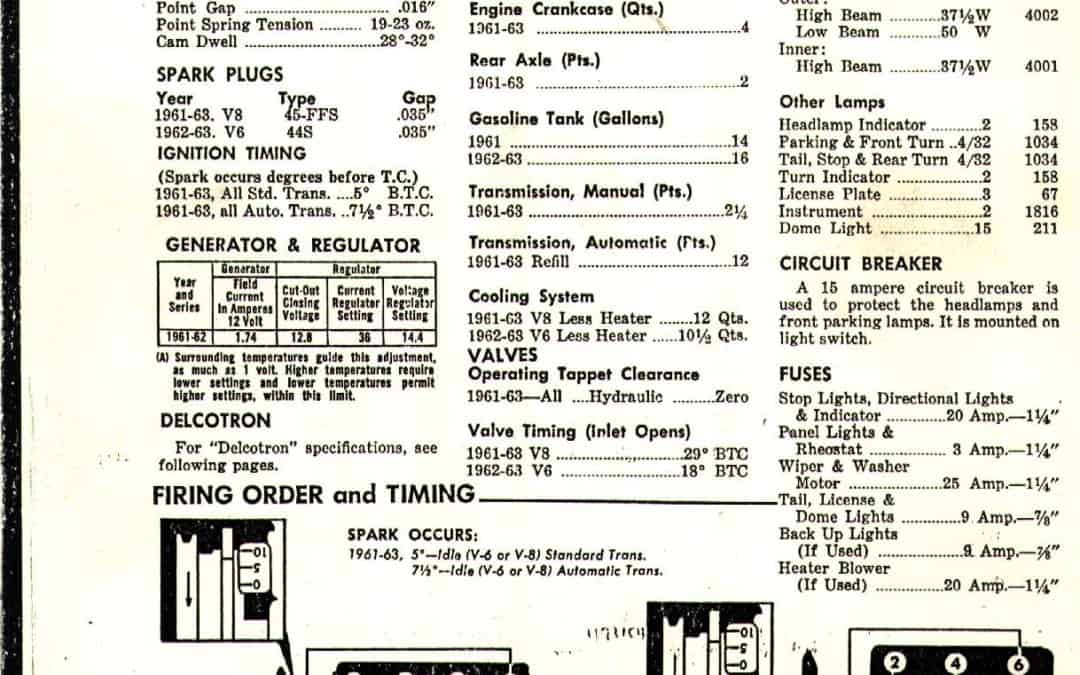 Point Gap .............................. .016"
Point Spring Tension ......... 19-23 oz.
Cam Dwell ............................28°-32°
SPARK PLUGS
Year Type Gap
1961-63. V8 45-FFS .035"
1962-63. V6 44S .035"
IGNITION TIMING
(Spark occurs degrees before T.C.)
1961-63, All Std. Trans. ....5° B.T.C.
1961-63, all Auto. Trans. ..7½° B.T.C.
GENERATOR & REGULATOR
Year and Series
Generator
Regulator
Field Current In Amperes 12 Volt
Cut-Out Closing Voltage
Current Regulator Setting
Voltage Regulator Setting
1961-62 1.74 12.8 36 14.4
(A) Surrounding temperatures guide this adjustment,
as much as 1 volt. Higher temperatures require
lower settings and lower temperatures permit
higher settings, within this limit.
DELCOTRON
For "Delcotron" specifications, see
following pages.
Engine Crankcase (Qts.)
1961-63 ............................................4
Rear Axle (Pts.)
1961-63 ............................................2
Gasoline Tank (Gallons)
1961 ...............................................14
1962-63 ..........................................16
Transmission, Manual (Pts.)
1961-63 ........................................2¼
Transmission, Automatic (Pts.)
1961-63 Refill .................................12
Cooling System
1961-63 V8 Less Heater ........12 Qts.
1962-63 V6 Less Heater ......10½ Qts.
VALVES
Operating Tappet Clearance
1961-63—All ....Hydraulic ..........Zero
Valve Timing (Inlet Opens)
1961-63 V8 ..........................29° BTC
1962-63 V6 .........................18° BTC
Outer:
High Beam ...........37½W 4002
Low Beam ...........50 W
Inner:
High Beam ...........37½W 4001
Other Lamps
Headlamp Indicator ..........2 158
Parking & Front Turn ..4/32 1034
Tail, Stop & Rear Turn 4/32 1034
Turn Indicator ..................2 158
License Plate ...................3 67
Instrument ......................2 1816
Dome Light ...................15 211
CIRCUIT BREAKER
A 15 ampere circuit breaker is
used to protect the headlamps and
front parking lamps. It is mounted on
light switch.
FUSES
Stop Lights, Directional Lights
& Indicator ............20 Amp.—1¼"
Panel Lights &
Rheostat ................ 3 Amp.—1¼"
Wiper & Washer
Motor ...................25 Amp.—1¼"
Tail, License &
Dome Lights ............9 Amp.—⅞"
Back Up Lights
(If Used) .................9 Amp.—⅞"
Heater Blower
(If Used) ................20 Amp.—1¼"
FIRING ORDER and TIMING
SPARK OCCURS:
1961-63, 5°—Idle (V-6 or V-8) Standard Trans.
7½°—Idle (V-6 or V-8) Automatic Trans.
10
5
0
10
5
0
2 4 6